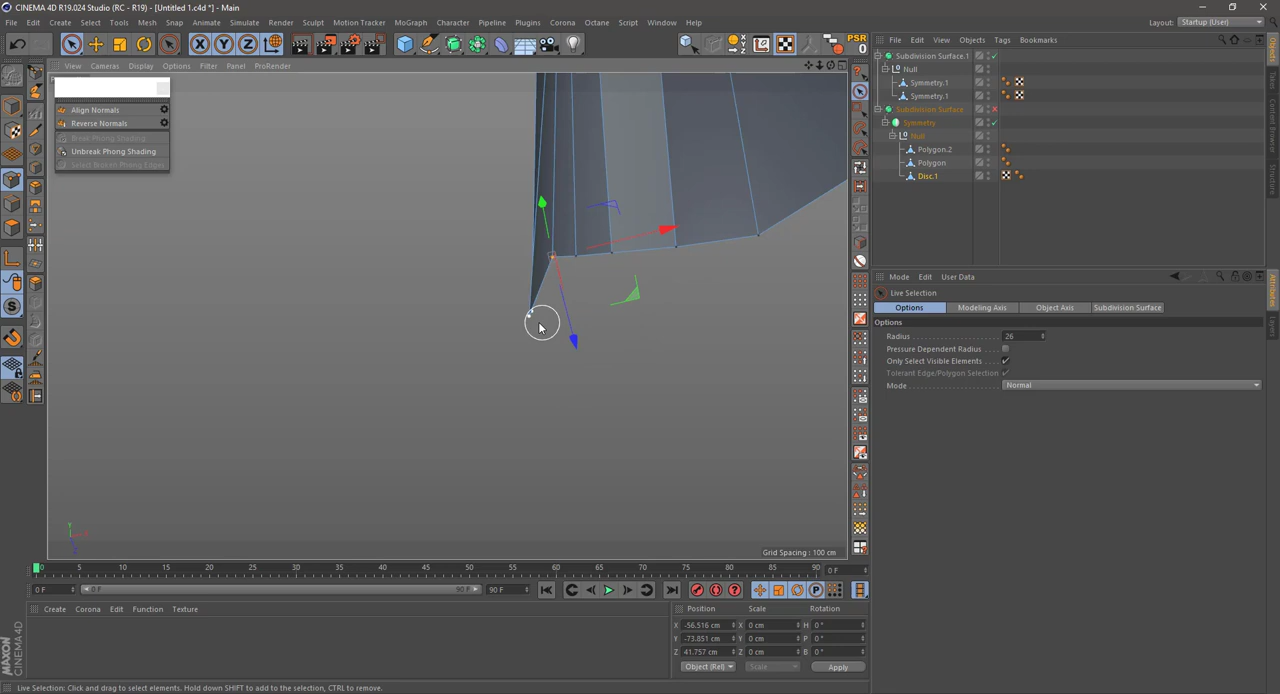 CINEMA 4D R19.024 Studio (RC - R19) - [Untitled 1.c4d *] - Main
File Edit Create Select Tools Mesh Snap Animate Simulate Render Sculpt Motion Tracker MoGraph Character Pipeline Plugins Corona Octane Script Window Help
Layout: Startup (User)
X Y Z
PSR
0
View Cameras Display Options Filter Panel ProRender
Align Normals
Reverse Normals
Break Phong Shading
Unbreak Phong Shading
Select Broken Phong Edges
File Edit View Objects Tags Bookmarks
Subdivision Surface.1
Null
Symmetry.1
Symmetry.1
Subdivision Surface
Symmetry
Null
Polygon.2
Polygon
Disc.1
Objects
Content Browser
Structure
Mode Edit User Data
Live Selection
Options Modeling Axis Object Axis Subdivision Surface
Options
Radius 26
Pressure Dependent Radius
Only Select Visible Elements
Tolerant Edge/Polygon Selection
Mode Normal
Attributes
Layers
Y
Grid Spacing : 100 cm
0 5 10 15 20 25 30 35 40 45 50 55 60 65 70 75 80 85 90 0 F
0 F 0 F 90 F 90 F
Create Corona Edit Function Texture
Position Scale Rotation
X -56.516 cm X 0 cm H 0 °
Y -73.851 cm Y 0 cm P 0 °
Z 41.757 cm Z 0 cm B 0 °
Object (Rel) Scale Apply
MAXON CINEMA 4D
Live Selection: Click and drag to select elements. Hold down SHIFT to add to the selection, CTRL to remove.